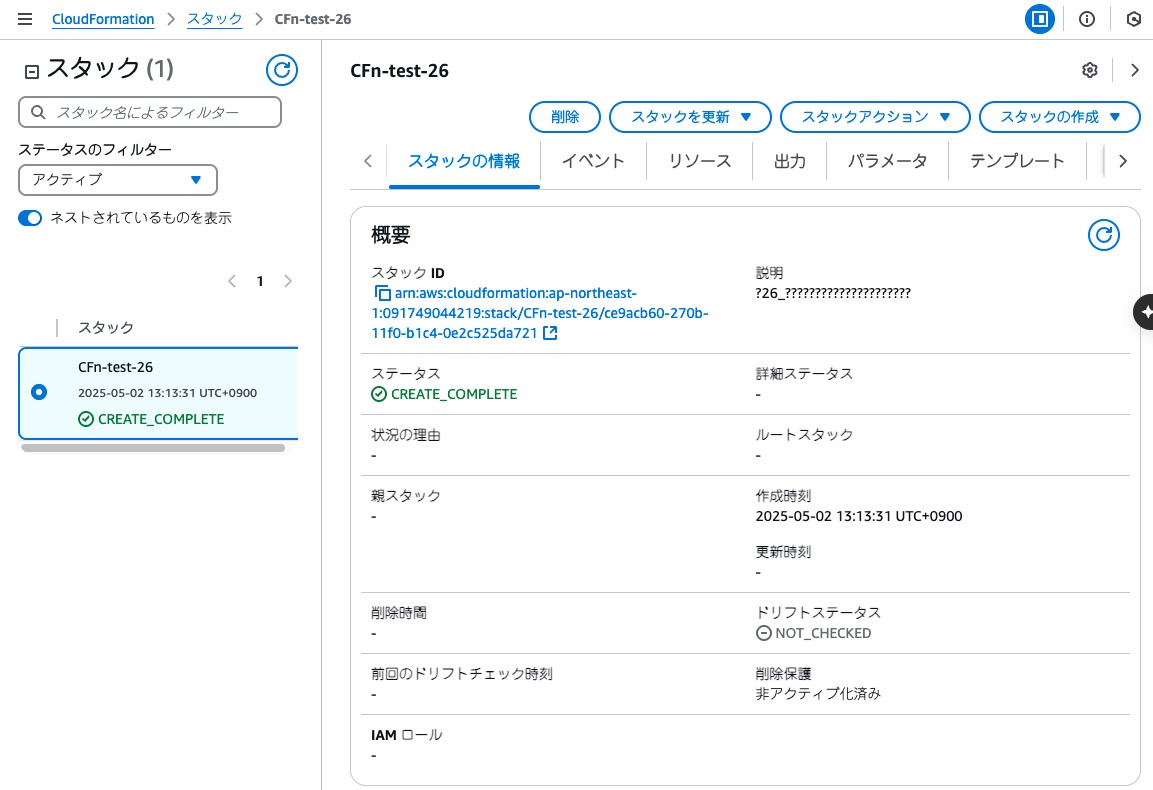 CloudFormation > スタック > CFn-test-26
スタック (1)
スタック名によるフィルター
ステータスのフィルター
アクティブ
ネストされているものを表示
1
スタック
CFn-test-26
2025-05-02 13:13:31 UTC+0900
CREATE_COMPLETE
CFn-test-26
削除 スタックを更新 スタックアクション スタックの作成
スタックの情報 イベント リソース 出力 パラメータ テンプレート
概要
スタック ID
arn:aws:cloudformation:ap-northeast-
1:091749044219:stack/CFn-test-26/ce9acb60-270b-
11f0-b1c4-0e2c525da721
説明
?26_?????????????????????
ステータス
CREATE_COMPLETE
詳細ステータス
-
状況の理由
-
ルートスタック
-
親スタック
-
作成時刻
2025-05-02 13:13:31 UTC+0900
更新時刻
-
削除時間
-
ドリフトステータス
NOT_CHECKED
前回のドリフトチェック時刻
-
削除保護
非アクティブ化済み
IAM ロール
-